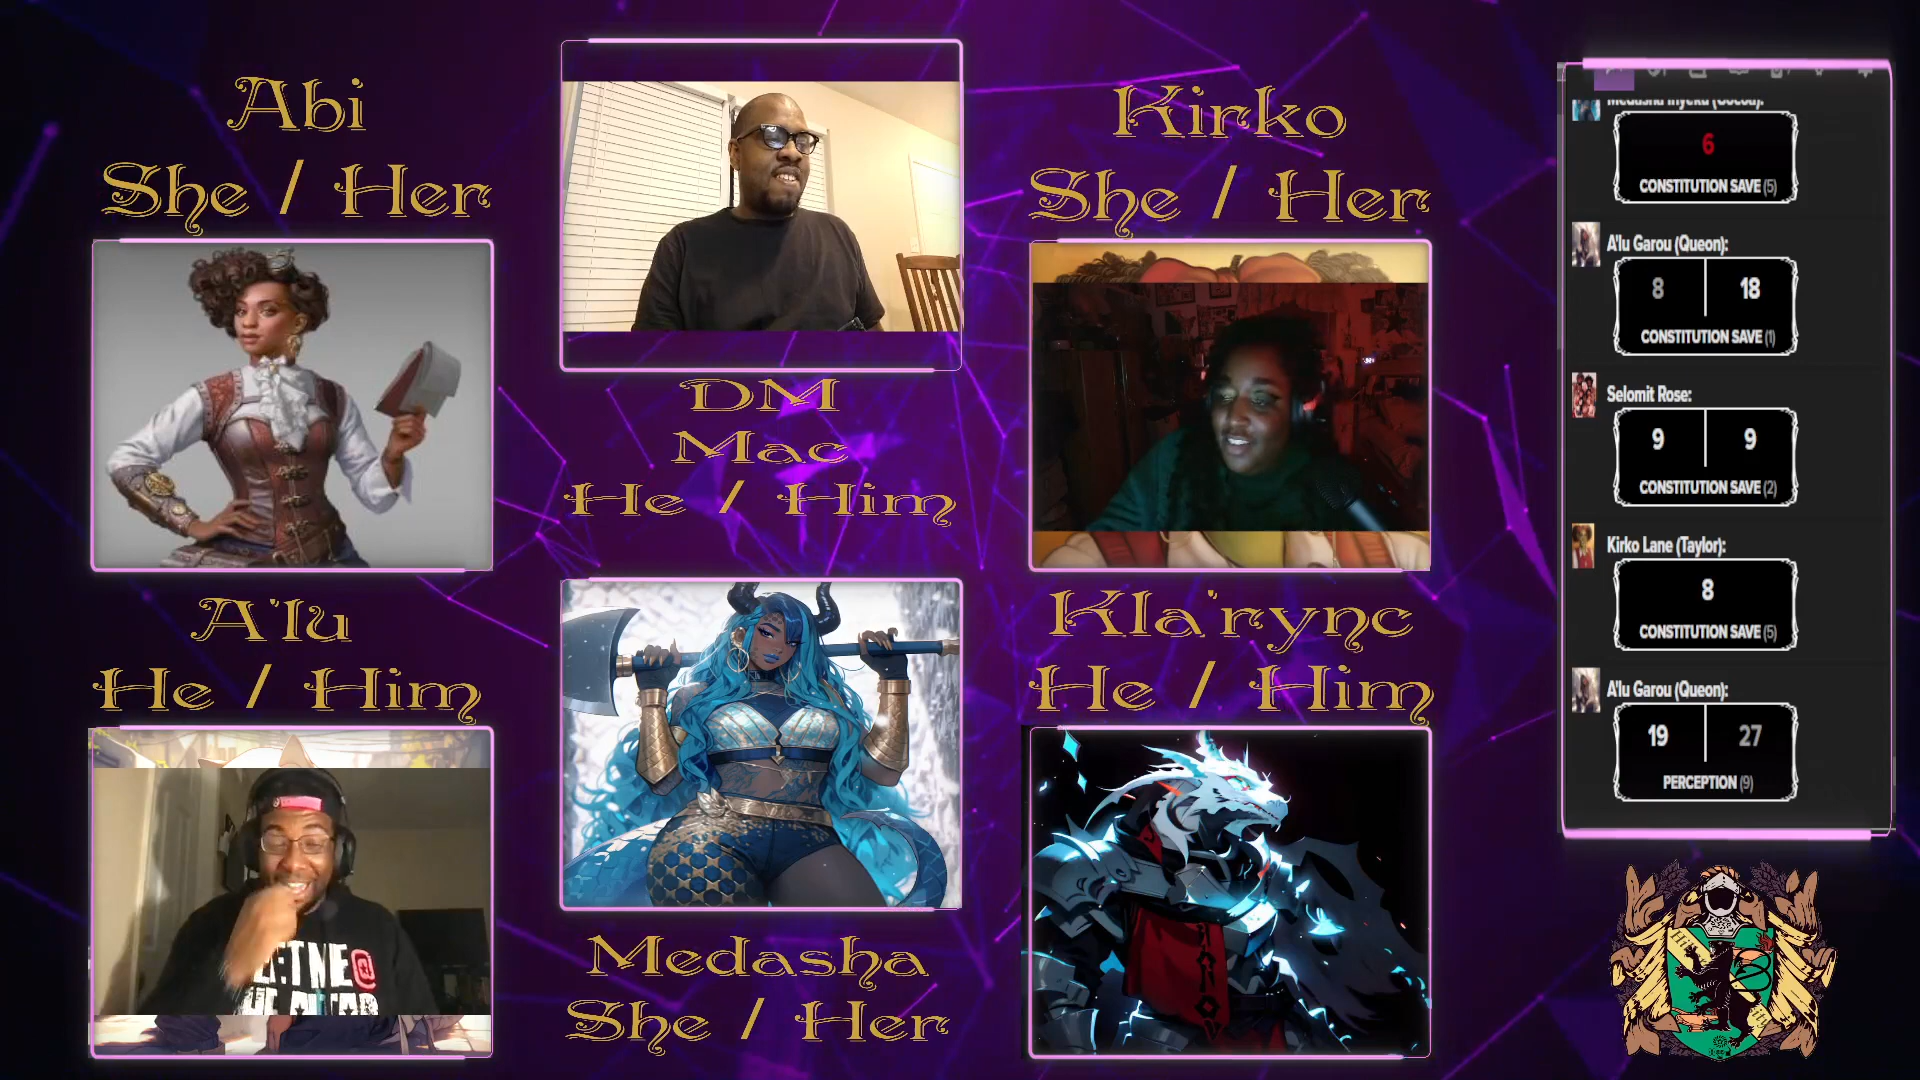 Abi
She / Her
DM
Mac
He / Him
Kirko
She / Her
A'lu
He / Him
Medasha
She / Her
Kla'rync
He / Him
6
CONSTITUTION SAVE (5)
A'lu Garou (Queon):
8 18
CONSTITUTION SAVE (1)
Selomit Rose:
9 9
CONSTITUTION SAVE (2)
Kirko Lane (Taylor):
8
CONSTITUTION SAVE (5)
A'lu Garou (Queon):
19 27
PERCEPTION (9)